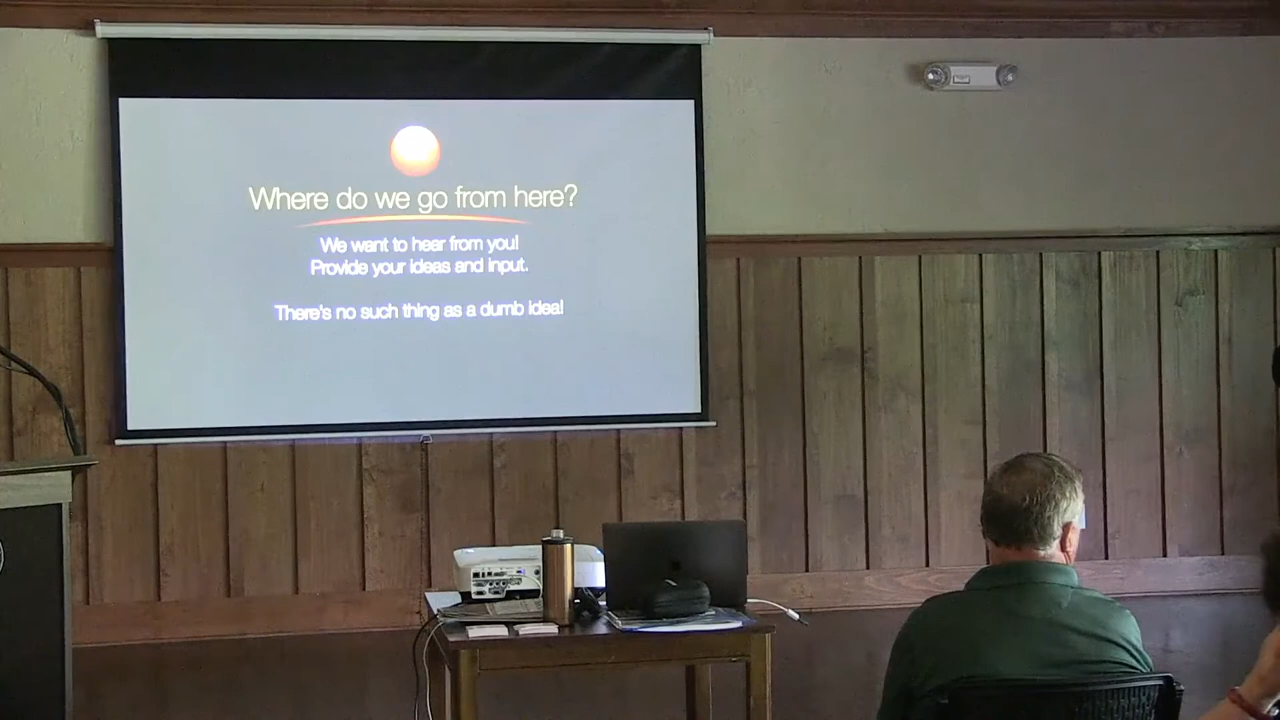 Where do we go from here?
We want to hear from you!
Provide your ideas and input.
There's no such thing as a dumb idea!